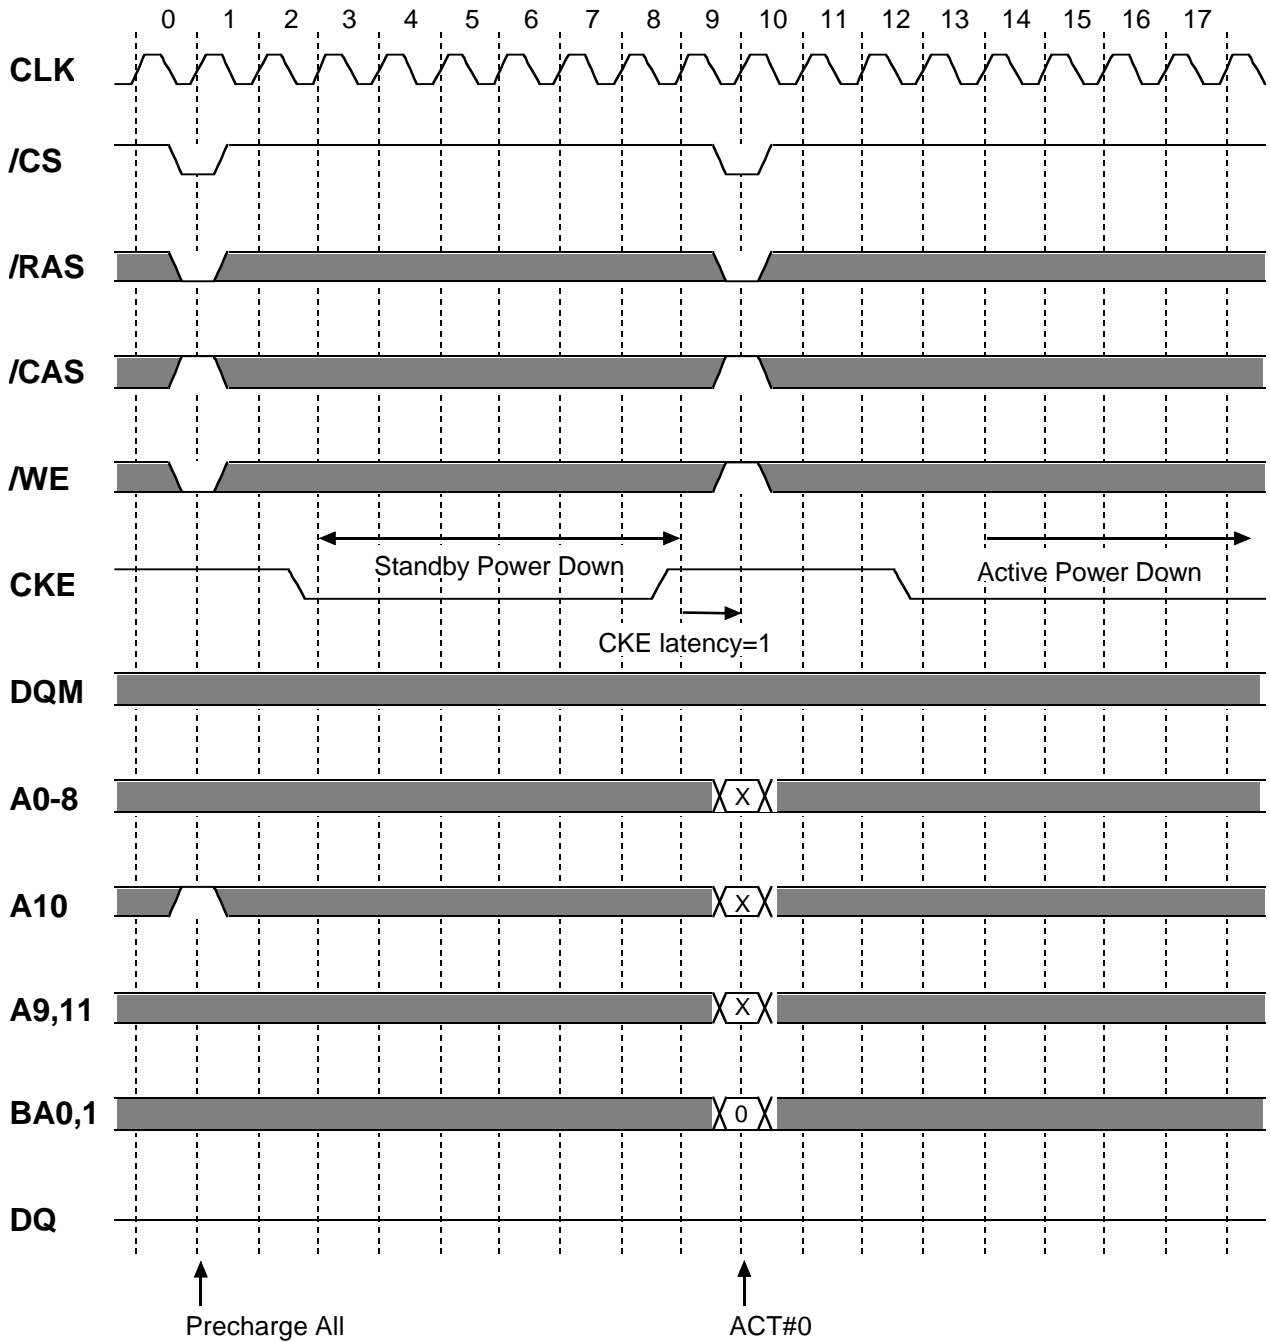 0 1 2 3 4 5 6 7 8 9 10 11 12 13 14 15 16 17
CLK
/CS
/RAS
/CAS
/WE
Standby Power Down
Active Power Down
CKE
CKE latency=1
DQM
A0-8
X
A10
X
A9,11
X
BA0,1
0
DQ
Precharge All
ACT#0